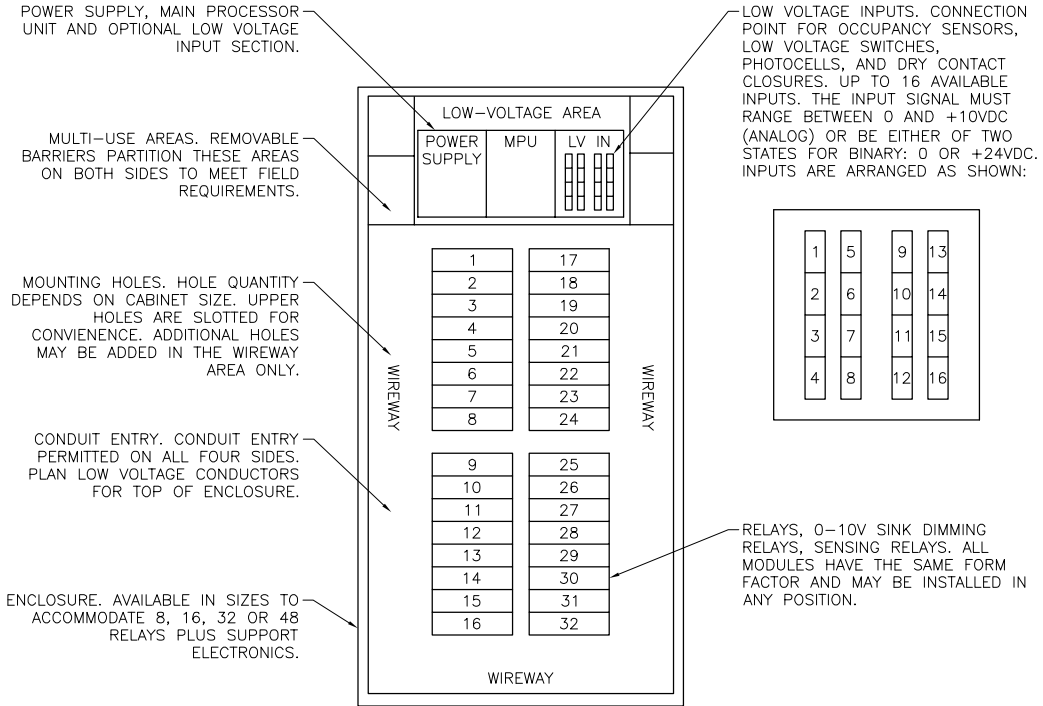 POWER SUPPLY, MAIN PROCESSOR
UNIT AND OPTIONAL LOW VOLTAGE
INPUT SECTION.
MULTI-USE AREAS. REMOVABLE
BARRIERS PARTITION THESE AREAS
ON BOTH SIDES TO MEET FIELD
REQUIREMENTS.
MOUNTING HOLES. HOLE QUANTITY
DEPENDS ON CABINET SIZE. UPPER
HOLES ARE SLOTTED FOR
CONVIENENCE. ADDITIONAL HOLES
MAY BE ADDED IN THE WIREWAY
AREA ONLY.
CONDUIT ENTRY. CONDUIT ENTRY
PERMITTED ON ALL FOUR SIDES.
PLAN LOW VOLTAGE CONDUCTORS
FOR TOP OF ENCLOSURE.
ENCLOSURE. AVAILABLE IN SIZES TO
ACCOMMODATE 8, 16, 32 OR 48
RELAYS PLUS SUPPORT
ELECTRONICS.
LOW-VOLTAGE AREA
POWER SUPPLY
MPU
LV IN
1 17
2 18
3 19
4 20
5 21
6 22
7 23
8 24
WIREWAY
WIREWAY
9 25
10 26
11 27
12 28
13 29
14 30
15 31
16 32
WIREWAY
LOW VOLTAGE INPUTS. CONNECTION
POINT FOR OCCUPANCY SENSORS,
LOW VOLTAGE SWITCHES,
PHOTOCELLS, AND DRY CONTACT
CLOSURES. UP TO 16 AVAILABLE
INPUTS. THE INPUT SIGNAL MUST
RANGE BETWEEN 0 AND +10VDC
(ANALOG) OR BE EITHER OF TWO
STATES FOR BINARY: 0 OR +24VDC.
INPUTS ARE ARRANGED AS SHOWN:
1 5 9 13
2 6 10 14
3 7 11 15
4 8 12 16
RELAYS, 0-10V SINK DIMMING
RELAYS, SENSING RELAYS. ALL
MODULES HAVE THE SAME FORM
FACTOR AND MAY BE INSTALLED IN
ANY POSITION.